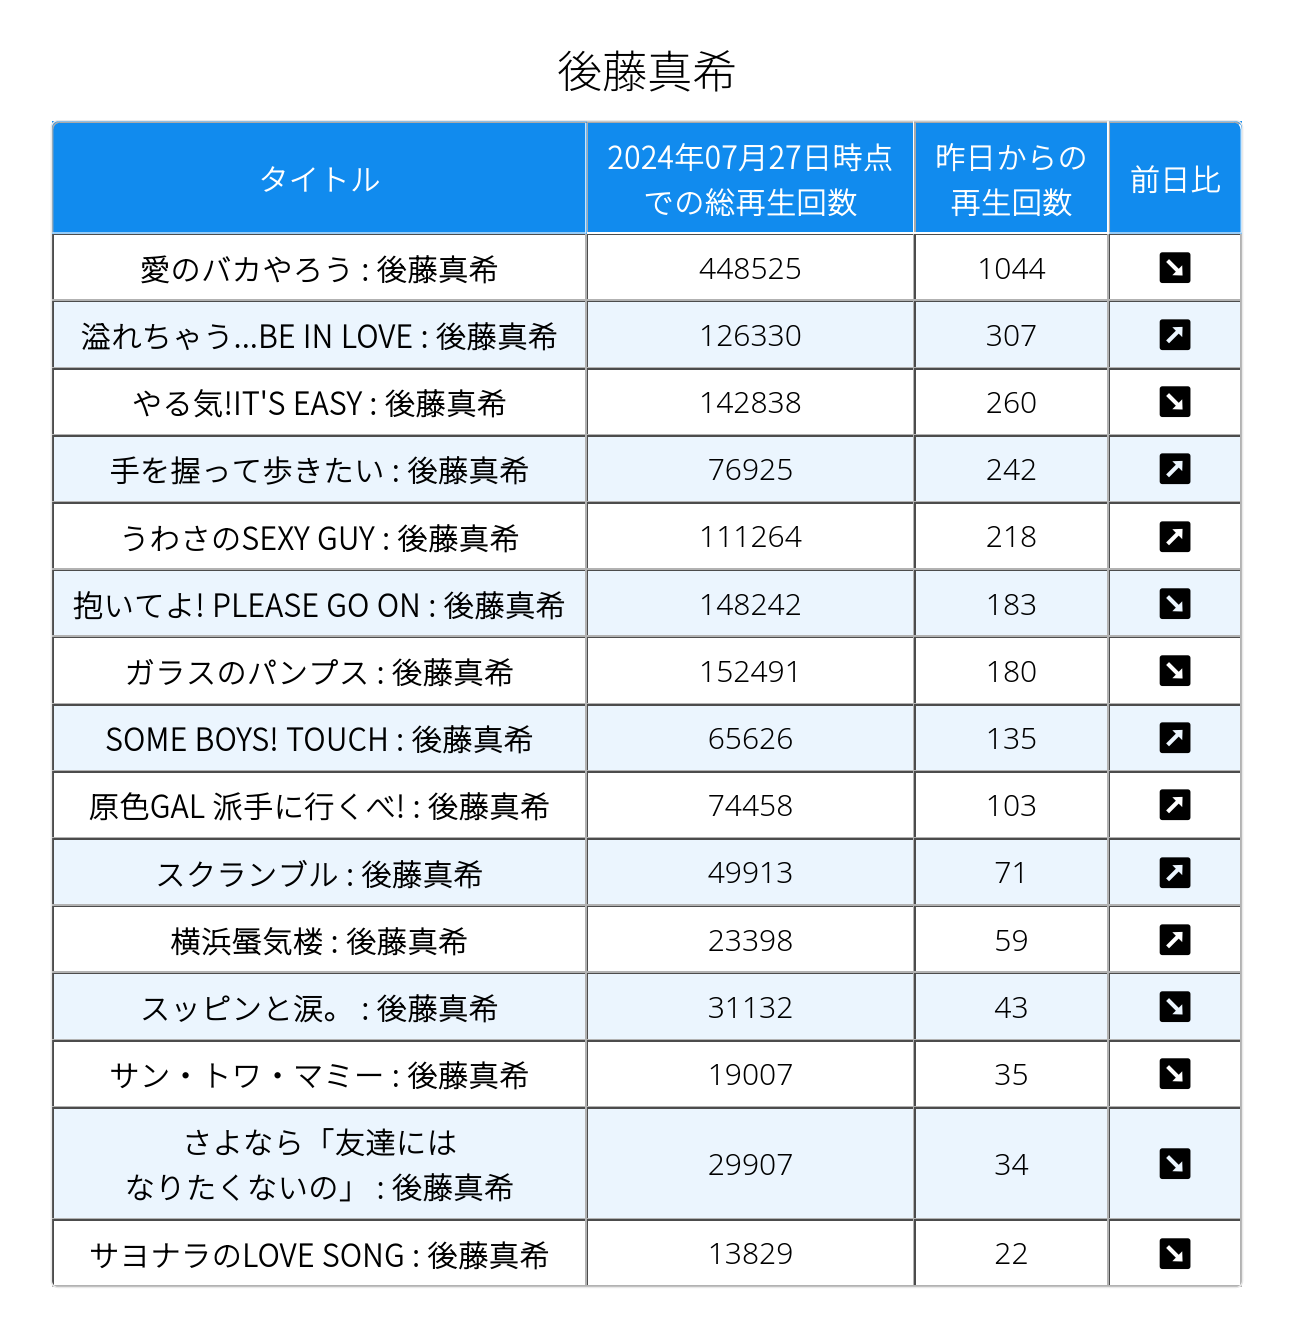 後藤真希
タイトル
2024年07月27日時点
での総再生回数
昨日からの
再生回数
前日比
愛のバカやろう : 後藤真希 448525 1044
溢れちゃう...BE IN LOVE : 後藤真希 126330 307
やる気!IT'S EASY : 後藤真希 142838 260
手を握って歩きたい : 後藤真希 76925 242
うわさのSEXY GUY : 後藤真希 111264 218
抱いてよ! PLEASE GO ON : 後藤真希 148242 183
ガラスのパンプス : 後藤真希 152491 180
SOME BOYS! TOUCH : 後藤真希 65626 135
原色GAL 派手に行くべ! : 後藤真希 74458 103
スクランブル : 後藤真希 49913 71
横浜蜃気楼 : 後藤真希 23398 59
スッピンと涙。 : 後藤真希 31132 43
サン・トワ・マミー : 後藤真希 19007 35
さよなら「友達には
なりたくないの」 : 後藤真希 29907 34
サヨナラのLOVE SONG : 後藤真希 13829 22